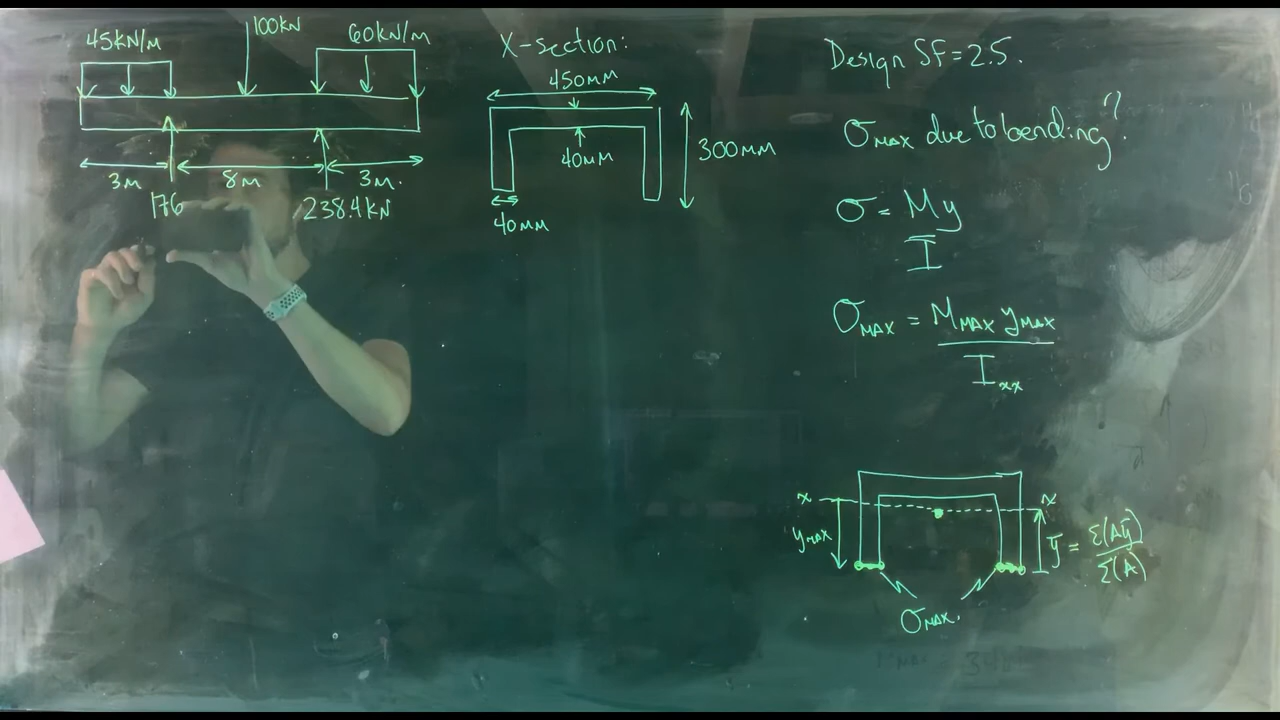 45kN/m
100kN
60kN/m
3m
8m
3m.
176
238.4kN
X-section:
450mm
40mm
300mm
40mm
Design SF=2.5.
σMAX due to bending?
σ = My
I
σMAX = MMAX yMAX
Ixx
x
x
yMAX
ȳ = Σ(Aȳ)
Σ(A)
σMAX.